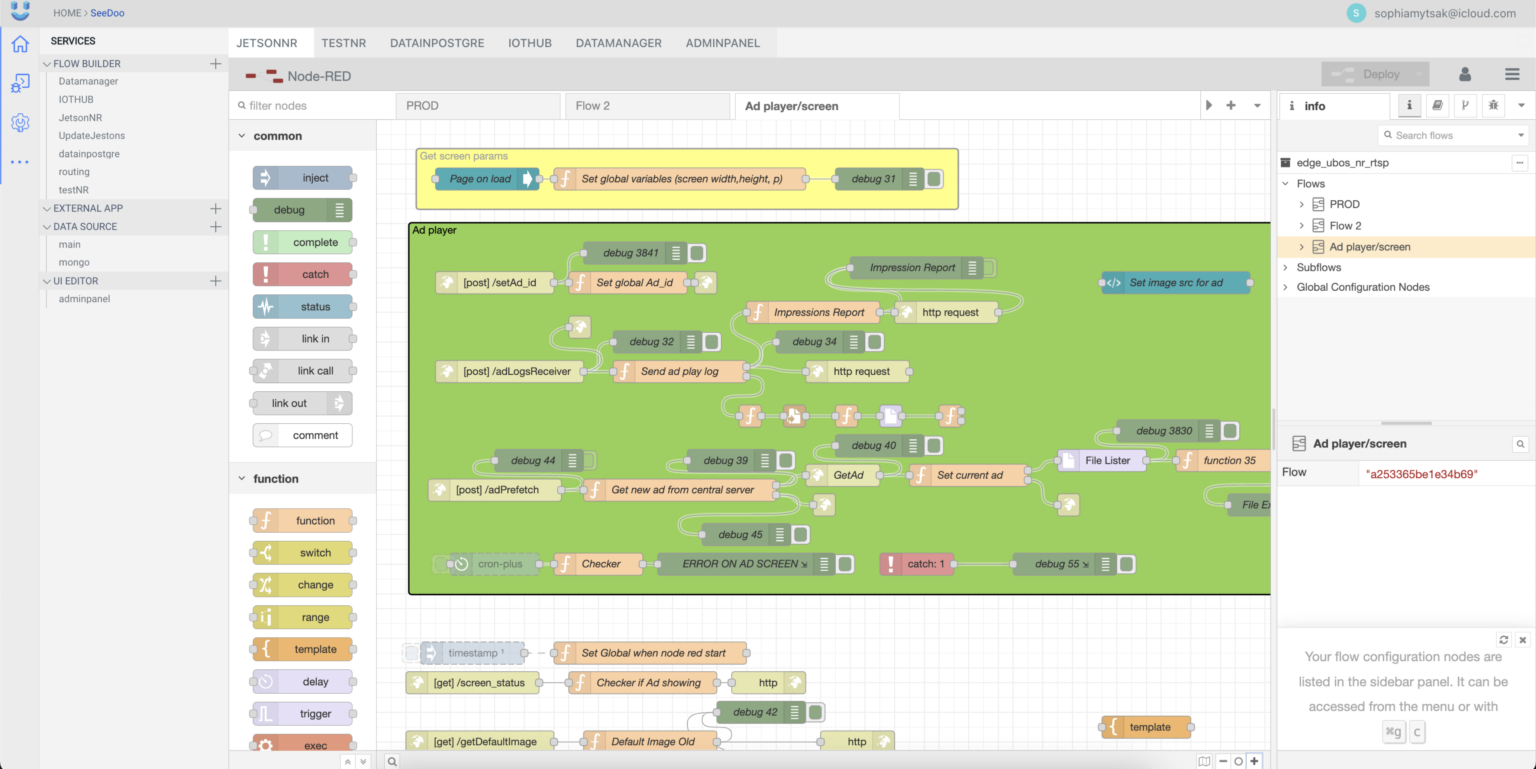 HOME > SeeDoo
S sophiamytsak@icloud.com
SERVICES
FLOW BUILDER
Datamanager
IOTHUB
JetsonNR
UpdateJestons
datainpostgre
routing
testNR
EXTERNAL APP
DATA SOURCE
main
mongo
UI EDITOR
adminpanel
JETSONNR TESTNR DATAINPOSTGRE IOTHUB DATAMANAGER ADMINPANEL
Node-RED
Deploy
filter nodes
PROD
Flow 2
Ad player/screen
common
inject
debug
complete
catch
status
link in
link call
link out
comment
function
function
switch
change
range
template
delay
trigger
exec
Get screen params
Page on load
Set global variables (screen width,height, p)
debug 31
Ad player
debug 3841
[post] /setAd_id
Set global Ad_id
Impression Report
Set image src for ad
Impressions Report
http request
debug 32
debug 34
[post] /adLogsReceiver
Send ad play log
http request
debug 3830
debug 40
debug 44
debug 39
GetAd
Set current ad
File Lister
function 35
[post] /adPrefetch
Get new ad from central server
File Ex
debug 45
cron-plus
Checker
ERROR ON AD SCREEN
catch: 1
debug 55
timestamp ¹
Set Global when node red start
[get] /screen_status
Checker if Ad showing
http
debug 42
template
[get] /getDefaultImage
Default Image Old
http
i info
i
Search flows
edge_ubos_nr_rtsp
Flows
PROD
Flow 2
Ad player/screen
Subflows
Global Configuration Nodes
Ad player/screen
Flow "a253365be1e34b69"
Your flow configuration nodes are
listed in the sidebar panel. It can be
accessed from the menu or with
⌘g c